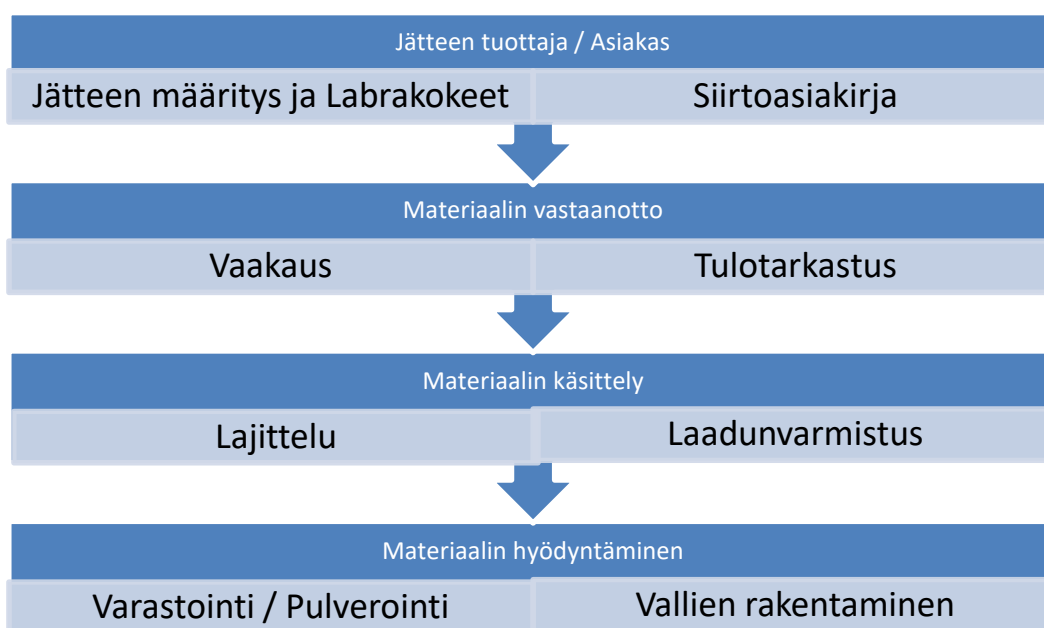 Jätteen tuottaja / Asiakas
Jätteen määritys ja Labrakokeet
Siirtoasiakirja
Materiaalin vastaanotto
Vaakaus
Tulotarkastus
Materiaalin käsittely
Lajittelu
Laadunvarmistus
Materiaalin hyödyntäminen
Varastointi / Pulverointi
Vallien rakentaminen